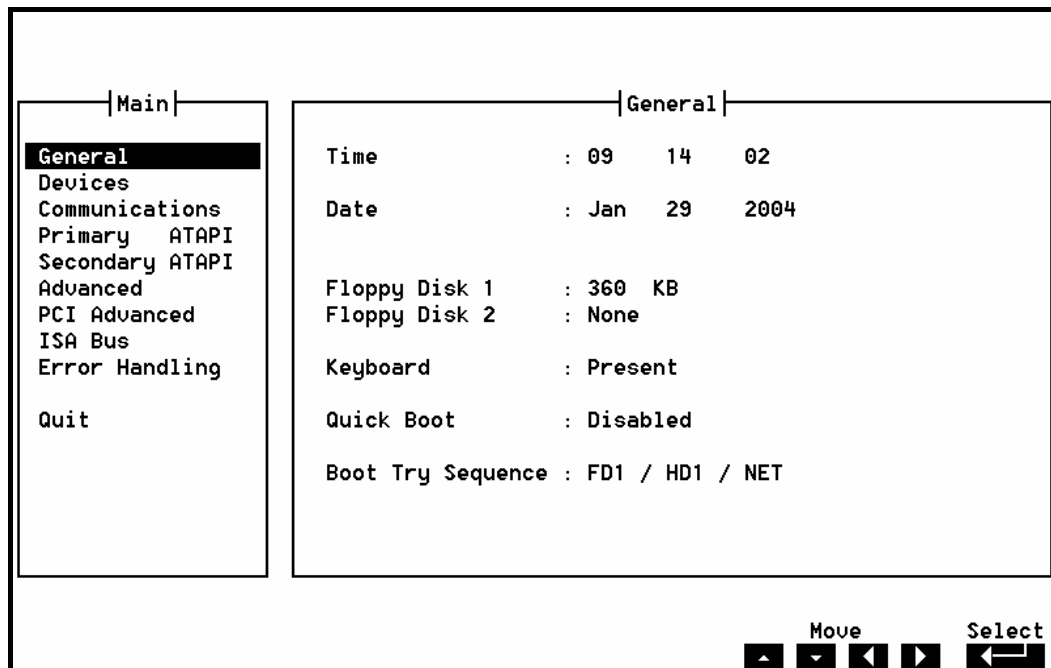 Main
General
Devices
Communications
Primary ATAPI
Secondary ATAPI
Advanced
PCI Advanced
ISA Bus
Error Handling
Quit
General
Time : 09 14 02
Date : Jan 29 2004
Floppy Disk 1 : 360 KB
Floppy Disk 2 : None
Keyboard : Present
Quick Boot : Disabled
Boot Try Sequence : FD1 / HD1 / NET
Move Select